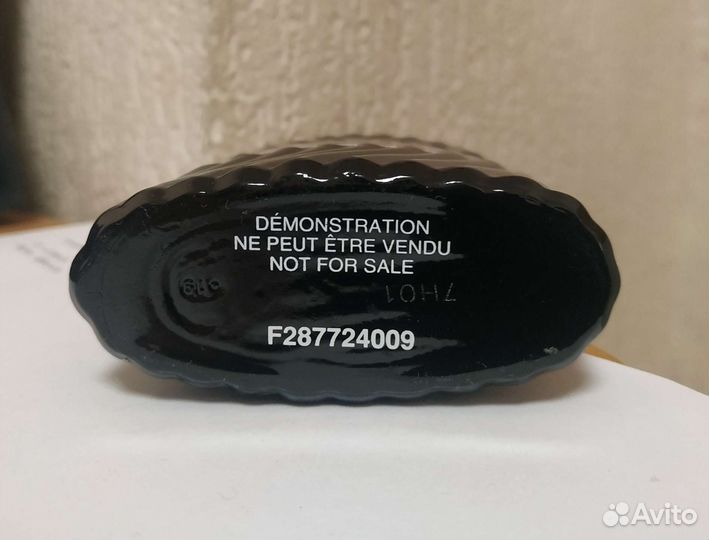 DÉMONSTRATION
NE PEUT ÊTRE VENDU
NOT FOR SALE
7H01
F287724009
Avito